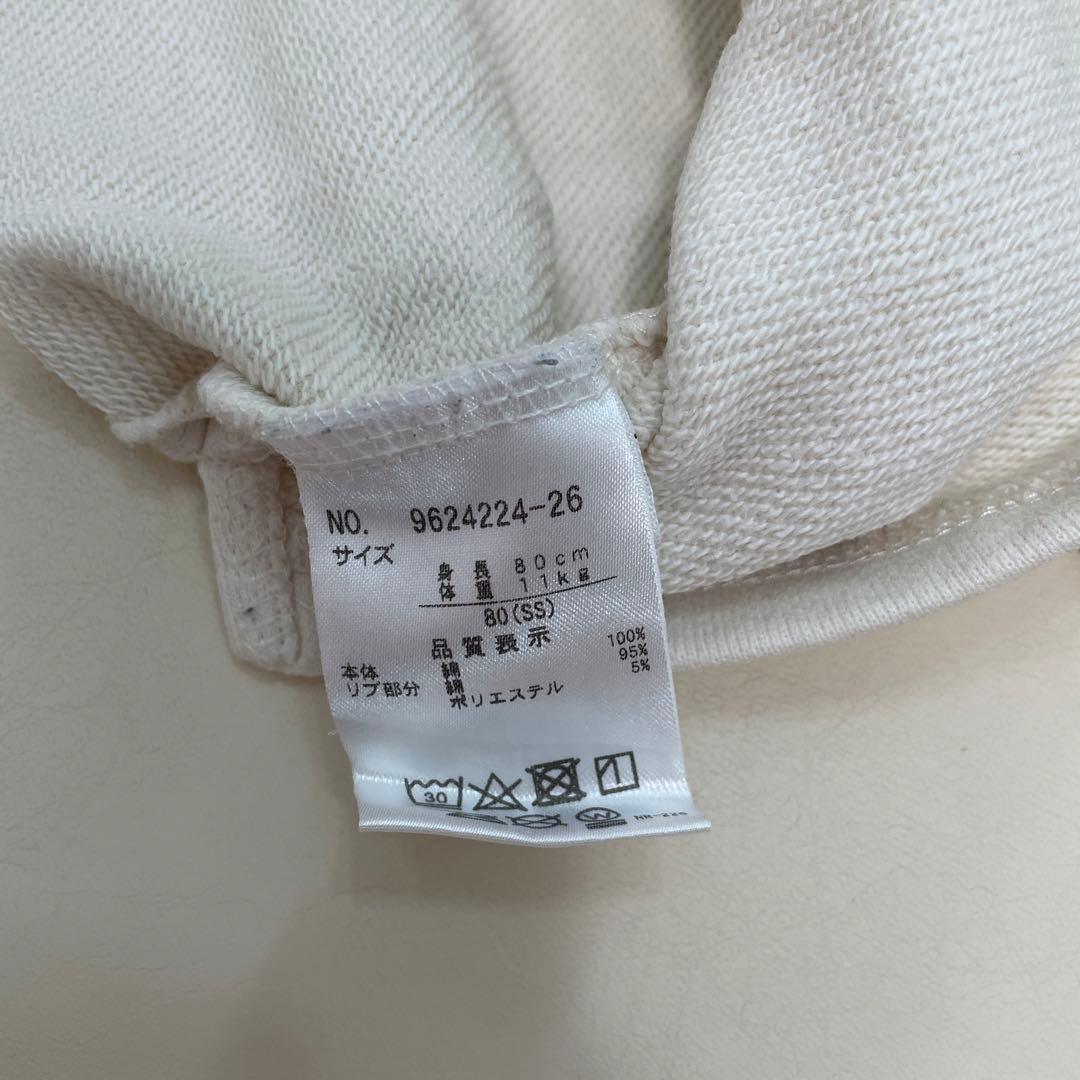 NO. 9624224-26
サイズ
身長 80cm
体重 11kg
80(SS)
品質表示
本体 綿 100%
リブ部分 綿 95%
ポリエステル 5%
30
W